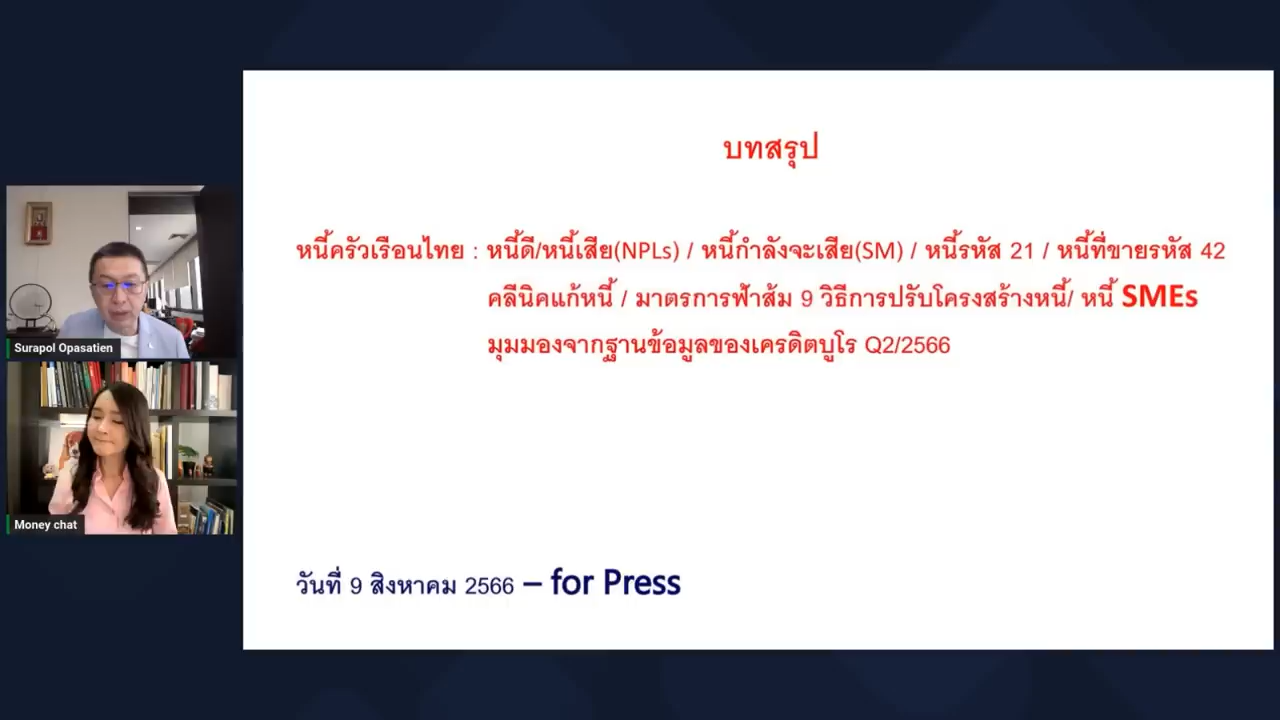 บทสรุป
หนี้ครัวเรือนไทย : หนี้ดี/หนี้เสีย(NPLs) / หนี้กำลังจะเสีย(SM) / หนี้รหัส 21 / หนี้ที่ขายรหัส 42
คลีนิคแก้หนี้ / มาตรการฟ้าส้ม 9 วิธีการปรับโครงสร้างหนี้/ หนี้ SMEs
มุมมองจากฐานข้อมูลของเครดิตบูโร Q2/2566
วันที่ 9 สิงหาคม 2566 – for Press
Surapol Opasatien
Money chat